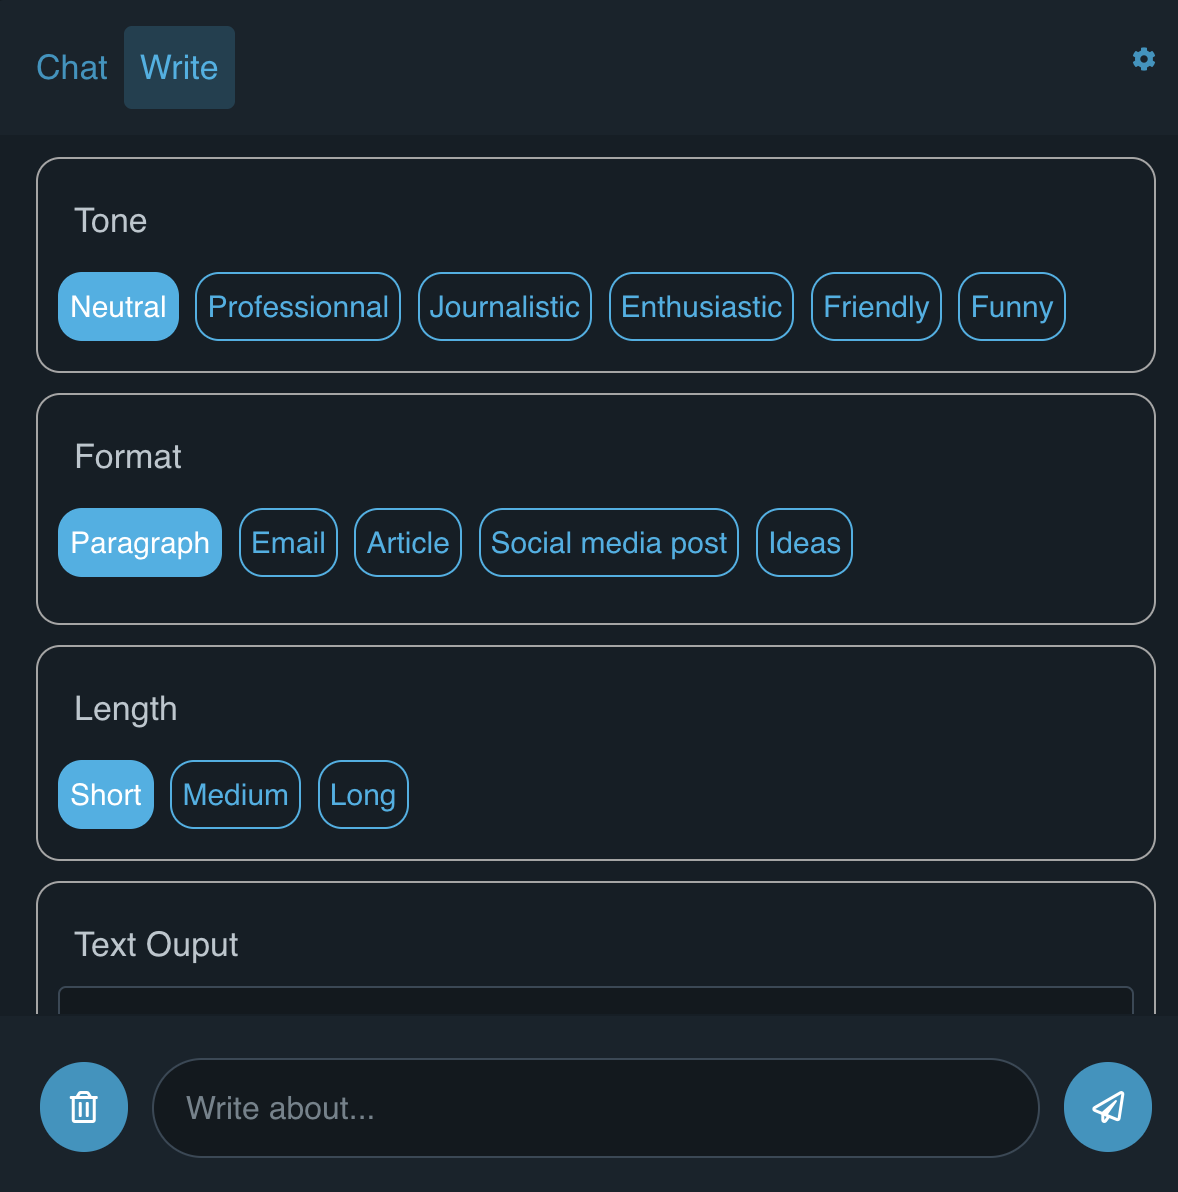 Chat Write
Tone
Neutral Professionnal Journalistic Enthusiastic Friendly Funny
Format
Paragraph Email Article Social media post Ideas
Length
Short Medium Long
Text Ouput
Write about...